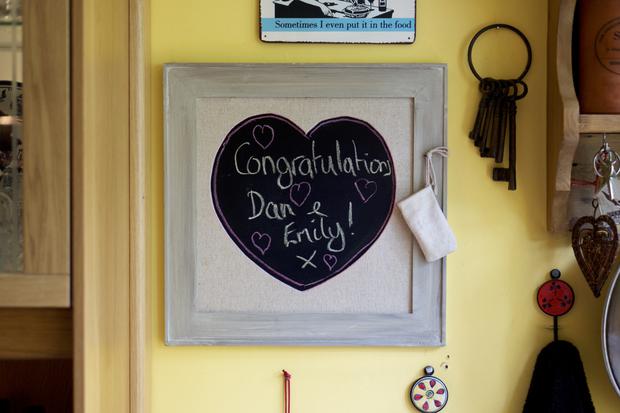 Sometimes I even put it in the food
Congratulations
Dan &
Emily!
x